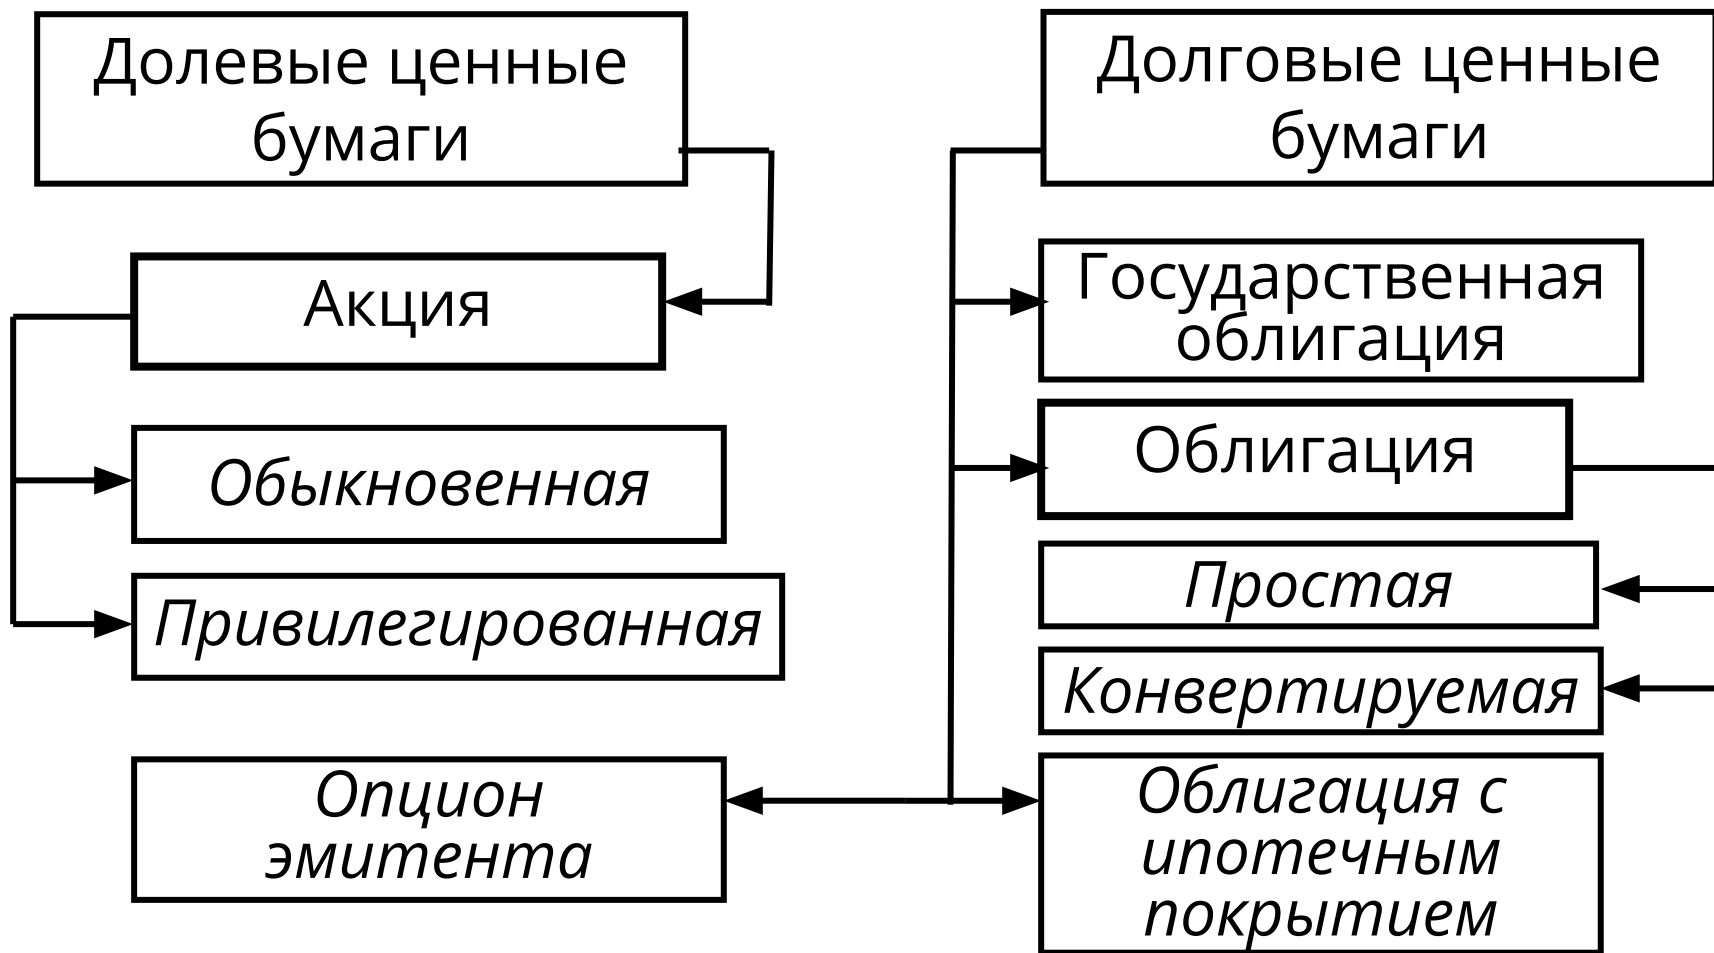 Долевые ценные
бумаги
Акция
Обыкновенная
Привилегированная
Опцион
эмитента
Долговые ценные
бумаги
Государственная
облигация
Облигация
Простая
Конвертируемая
Облигация с
ипотечным
покрытием